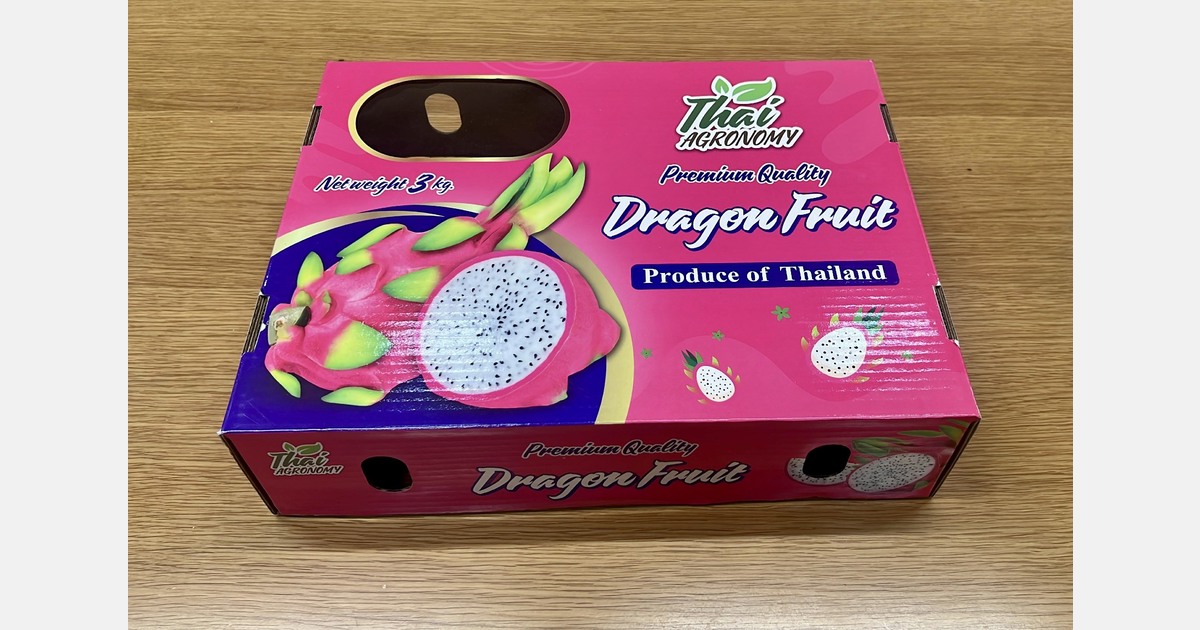 Thai
AGRONOMY
Net weight 3 kg.
Premium Quality
Dragon Fruit
Produce of Thailand
Thai
AGRONOMY
Premium Quality
Dragon Fruit